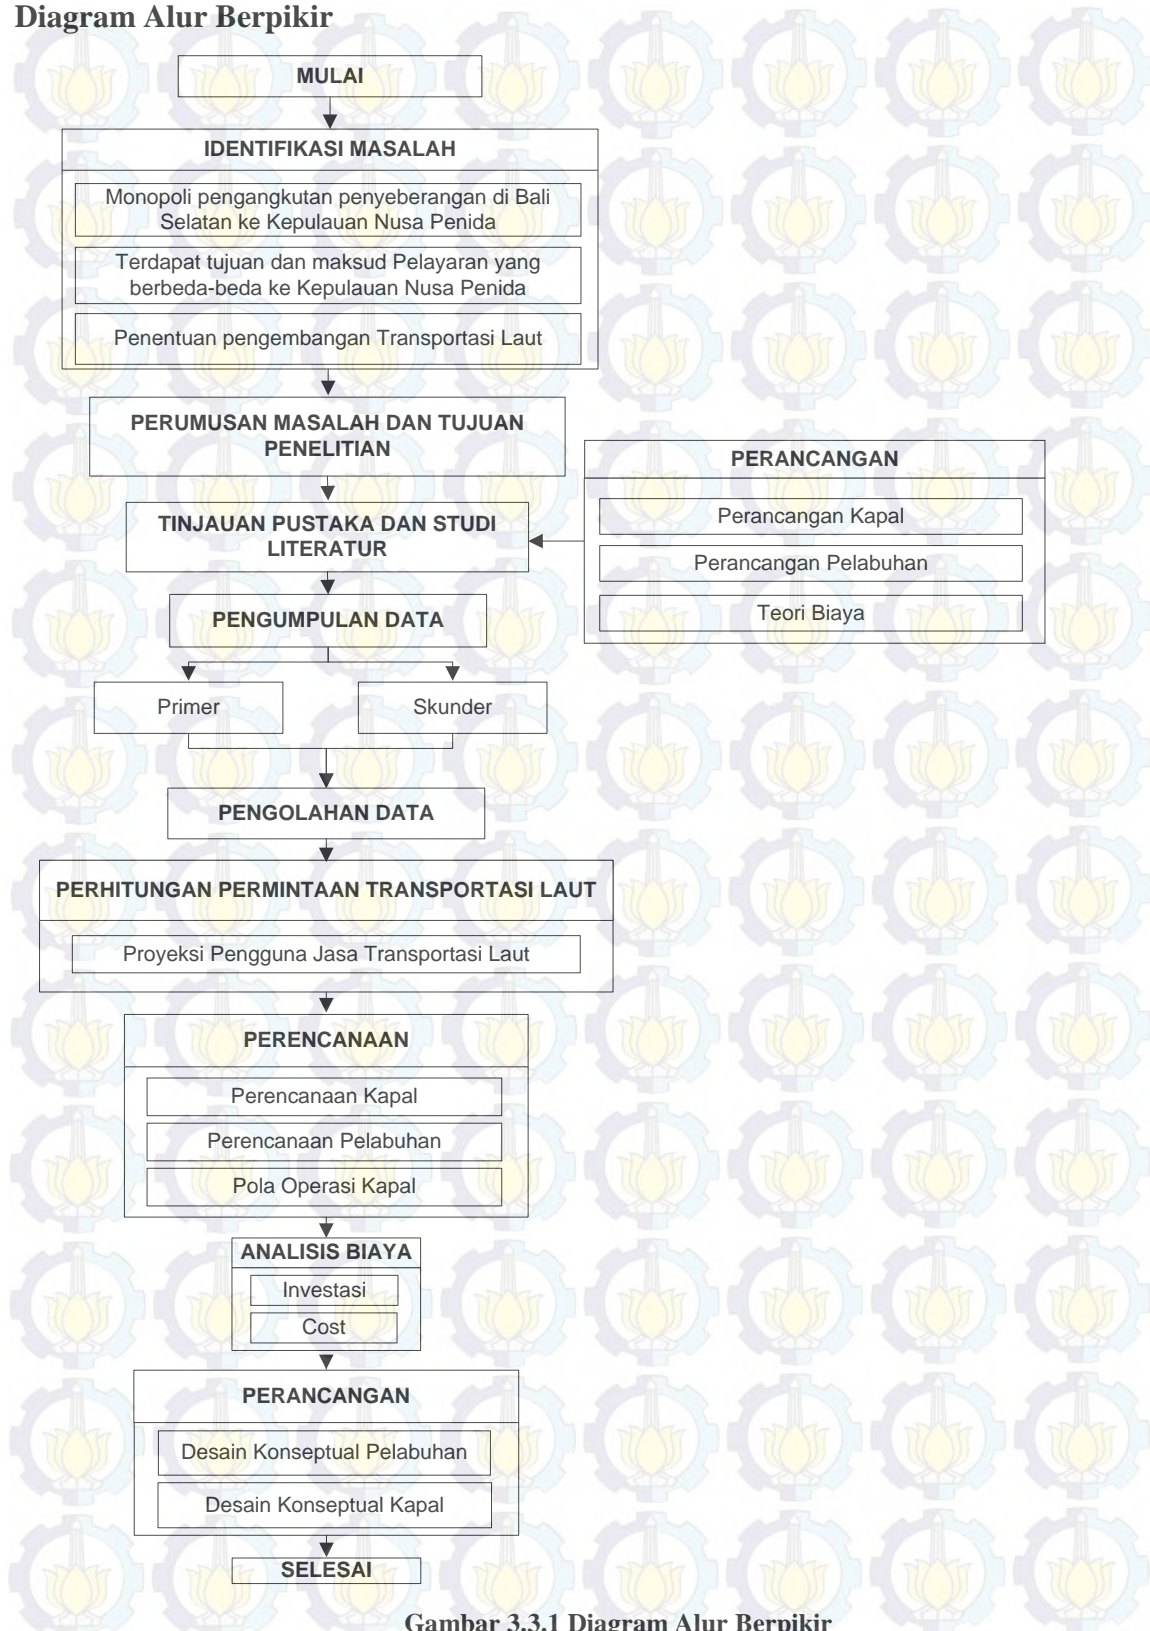 Diagram Alur Berpikir
MULAI
IDENTIFIKASI MASALAH
Monopoli pengangkutan penyeberangan di Bali
Selatan ke Kepulauan Nusa Penida
Terdapat tujuan dan maksud Pelayaran yang
berbeda-beda ke Kepulauan Nusa Penida
Penentuan pengembangan Transportasi Laut
PERUMUSAN MASALAH DAN TUJUAN
PENELITIAN
TINJAUAN PUSTAKA DAN STUDI
LITERATUR
PERANCANGAN
Perancangan Kapal
Perancangan Pelabuhan
Teori Biaya
PENGUMPULAN DATA
Primer
Skunder
PENGOLAHAN DATA
PERHITUNGAN PERMINTAAN TRANSPORTASI LAUT
Proyeksi Pengguna Jasa Transportasi Laut
PERENCANAAN
Perencanaan Kapal
Perencanaan Pelabuhan
Pola Operasi Kapal
ANALISIS BIAYA
Investasi
Cost
PERANCANGAN
Desain Konseptual Pelabuhan
Desain Konseptual Kapal
SELESAI
Gambar 3.3.1 Diagram Alur Berpikir